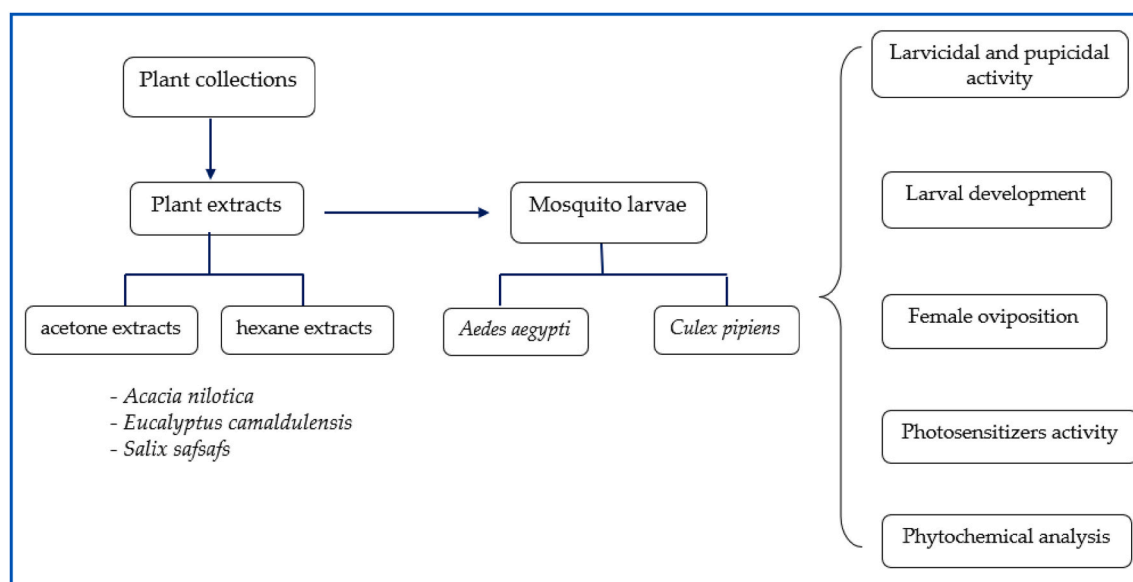 Plant collections
Plant extracts
acetone extracts
hexane extracts
- Acacia nilotica
- Eucalyptus camaldulensis
- Salix safsafs
Mosquito larvae
Aedes aegypti
Culex pipiens
Larvicidal and pupicidal
activity
Larval development
Female oviposition
Photosensitizers activity
Phytochemical analysis